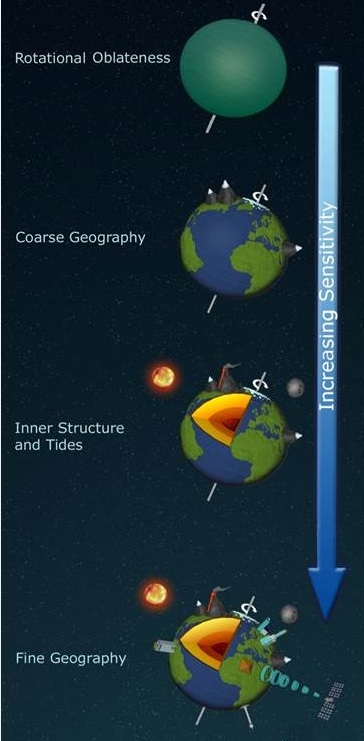 Rotational Oblateness
Coarse Geography
Increasing Sensitivity
Inner Structure
and Tides
Fine Geography